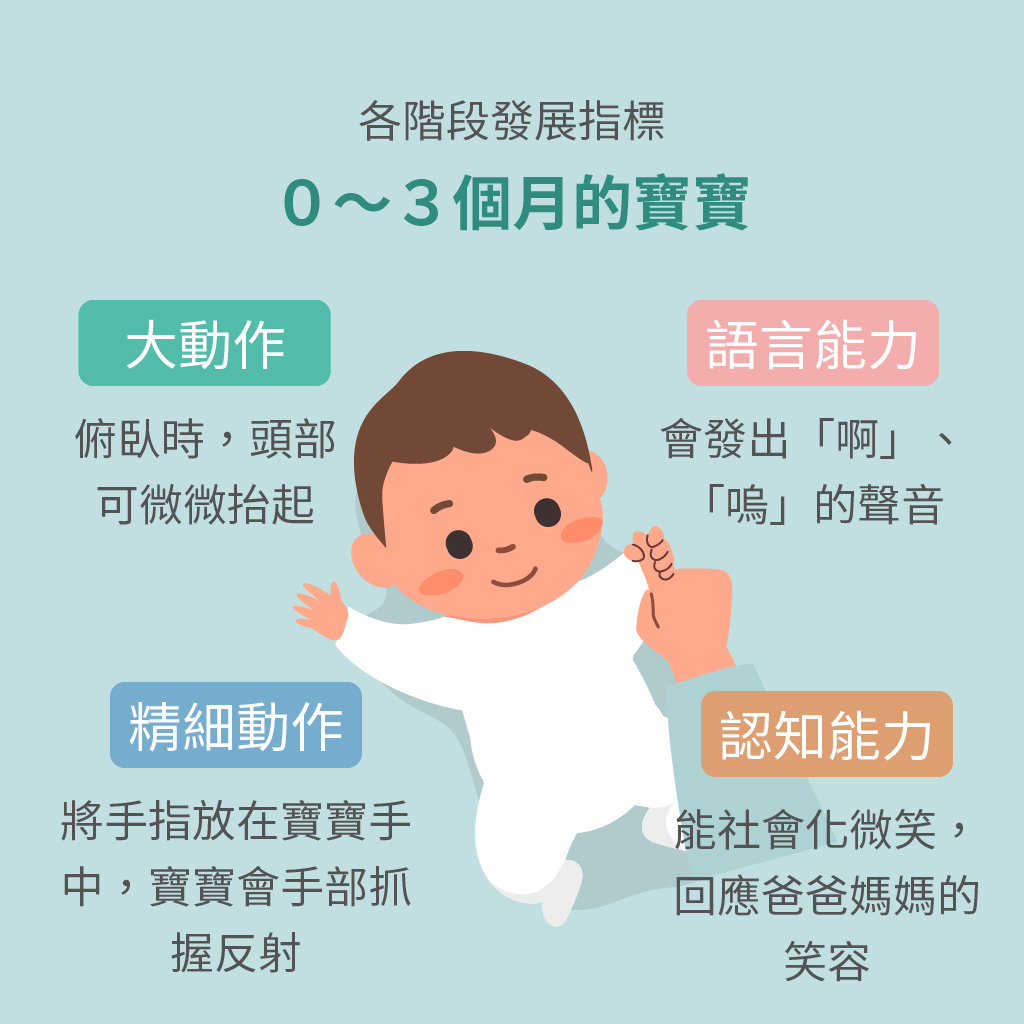 各階段發展指標
０～３個月的寶寶
大動作
俯臥時，頭部
可微微抬起
語言能力
會發出「啊」、
「嗚」的聲音
精細動作
將手指放在寶寶手
中，寶寶會手部抓
握反射
認知能力
能社會化微笑，
回應爸爸媽媽的
笑容